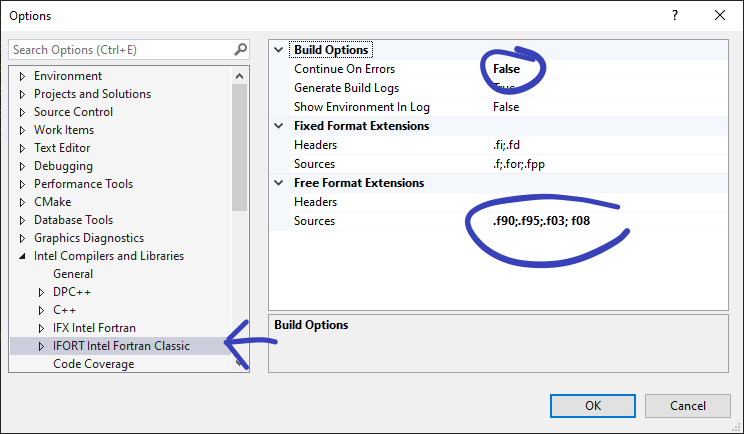 Options
? ×
Search Options (Ctrl+E)
Environment
Projects and Solutions
Source Control
Work Items
Text Editor
Debugging
Performance Tools
CMake
Database Tools
Graphics Diagnostics
Intel Compilers and Libraries
General
DPC++
C++
IFX Intel Fortran
IFORT Intel Fortran Classic
Code Coverage
Build Options
Continue On Errors False
Generate Build Logs True
Show Environment In Log False
Fixed Format Extensions
Headers .fi;.fd
Sources .f;.for;.fpp
Free Format Extensions
Headers
Sources .f90;.f95;.f03; f08
Build Options
OK Cancel